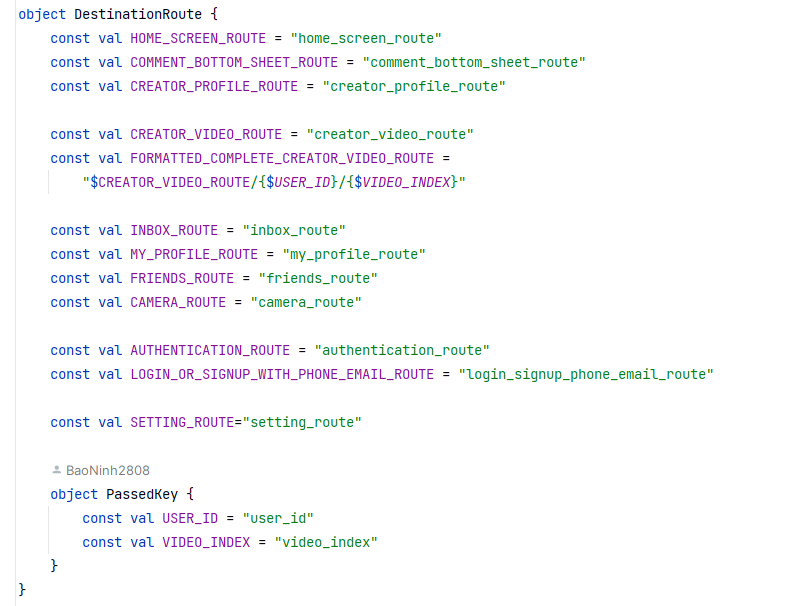 object DestinationRoute {
    const val HOME_SCREEN_ROUTE = "home_screen_route"
    const val COMMENT_BOTTOM_SHEET_ROUTE = "comment_bottom_sheet_route"
    const val CREATOR_PROFILE_ROUTE = "creator_profile_route"

    const val CREATOR_VIDEO_ROUTE = "creator_video_route"
    const val FORMATTED_COMPLETE_CREATOR_VIDEO_ROUTE =
        "$CREATOR_VIDEO_ROUTE/{$USER_ID}/{$VIDEO_INDEX}"

    const val INBOX_ROUTE = "inbox_route"
    const val MY_PROFILE_ROUTE = "my_profile_route"
    const val FRIENDS_ROUTE = "friends_route"
    const val CAMERA_ROUTE = "camera_route"

    const val AUTHENTICATION_ROUTE = "authentication_route"
    const val LOGIN_OR_SIGNUP_WITH_PHONE_EMAIL_ROUTE = "login_signup_phone_email_route"

    const val SETTING_ROUTE="setting_route"

    BaoNinh2808
    object PassedKey {
        const val USER_ID = "user_id"
        const val VIDEO_INDEX = "video_index"
    }
}